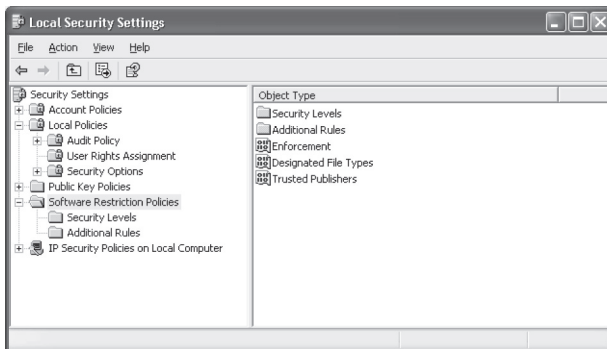 Local Security Settings
File Action View Help
Security Settings
Account Policies
Local Policies
Audit Policy
User Rights Assignment
Security Options
Public Key Policies
Software Restriction Policies
Security Levels
Additional Rules
IP Security Policies on Local Computer
Object Type
Security Levels
Additional Rules
Enforcement
Designated File Types
Trusted Publishers